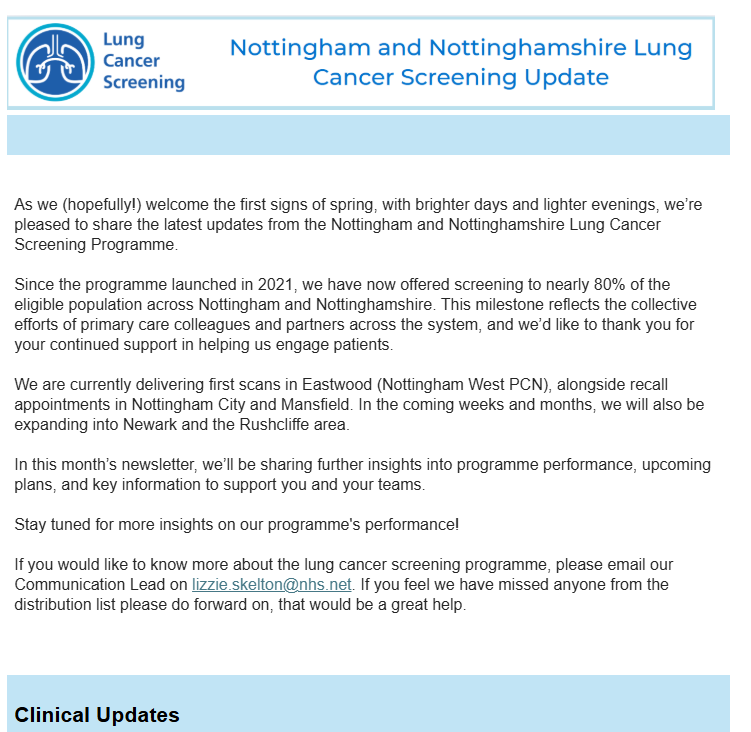 Lung
Cancer
Screening
Nottingham and Nottinghamshire Lung
Cancer Screening Update
As we (hopefully!) welcome the first signs of spring, with brighter days and lighter evenings, we’re
pleased to share the latest updates from the Nottingham and Nottinghamshire Lung Cancer
Screening Programme.
Since the programme launched in 2021, we have now offered screening to nearly 80% of the
eligible population across Nottingham and Nottinghamshire. This milestone reflects the collective
efforts of primary care colleagues and partners across the system, and we’d like to thank you for
your continued support in helping us engage patients.
We are currently delivering first scans in Eastwood (Nottingham West PCN), alongside recall
appointments in Nottingham City and Mansfield. In the coming weeks and months, we will also be
expanding into Newark and the Rushcliffe area.
In this month’s newsletter, we’ll be sharing further insights into programme performance, upcoming
plans, and key information to support you and your teams.
Stay tuned for more insights on our programme's performance!
If you would like to know more about the lung cancer screening programme, please email our
Communication Lead on lizzie.skelton@nhs.net. If you feel we have missed anyone from the
distribution list please do forward on, that would be a great help.
Clinical Updates